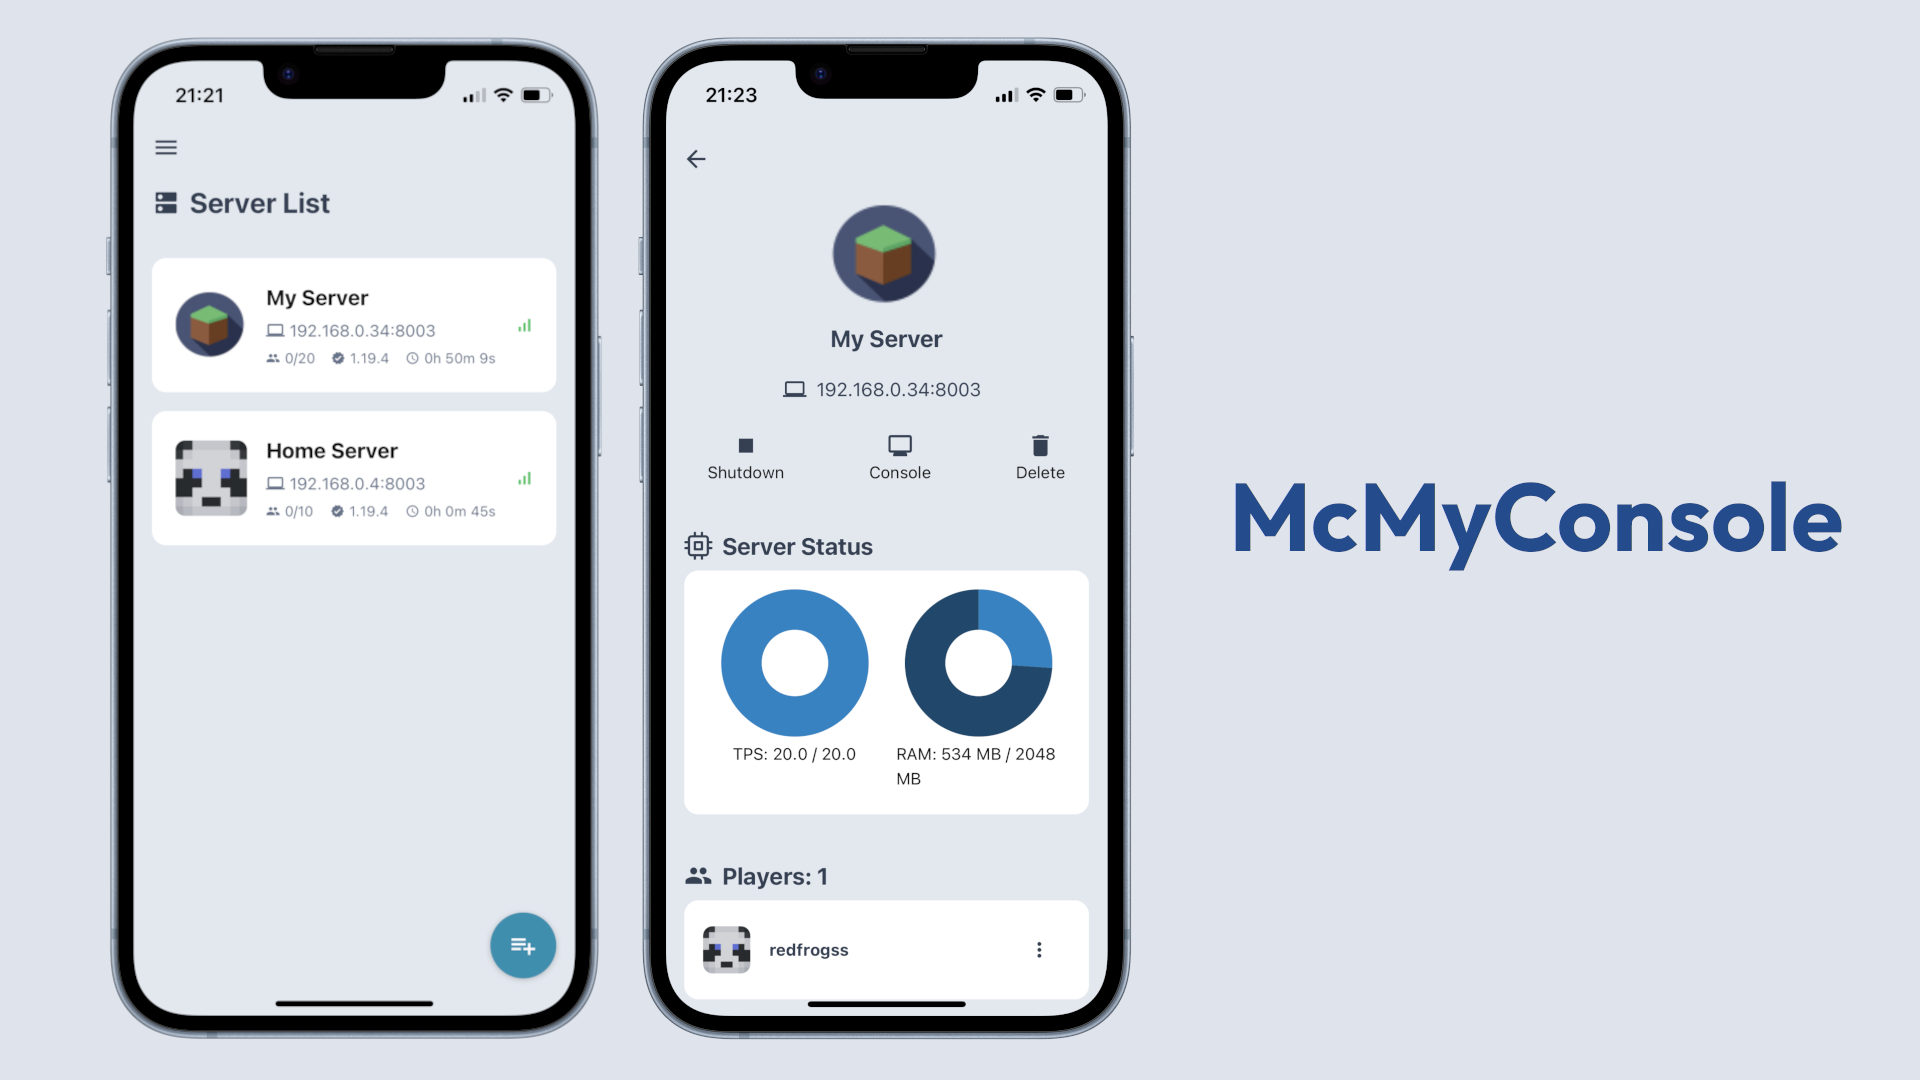 21:21
Server List
My Server
192.168.0.34:8003
0/20 1.19.4 0h 50m 9s
Home Server
192.168.0.4:8003
0/10 1.19.4 0h 0m 45s
21:23
My Server
192.168.0.34:8003
Shutdown Console Delete
Server Status
TPS: 20.0 / 20.0
RAM: 534 MB / 2048
MB
Players: 1
redfrogss
McMyConsole